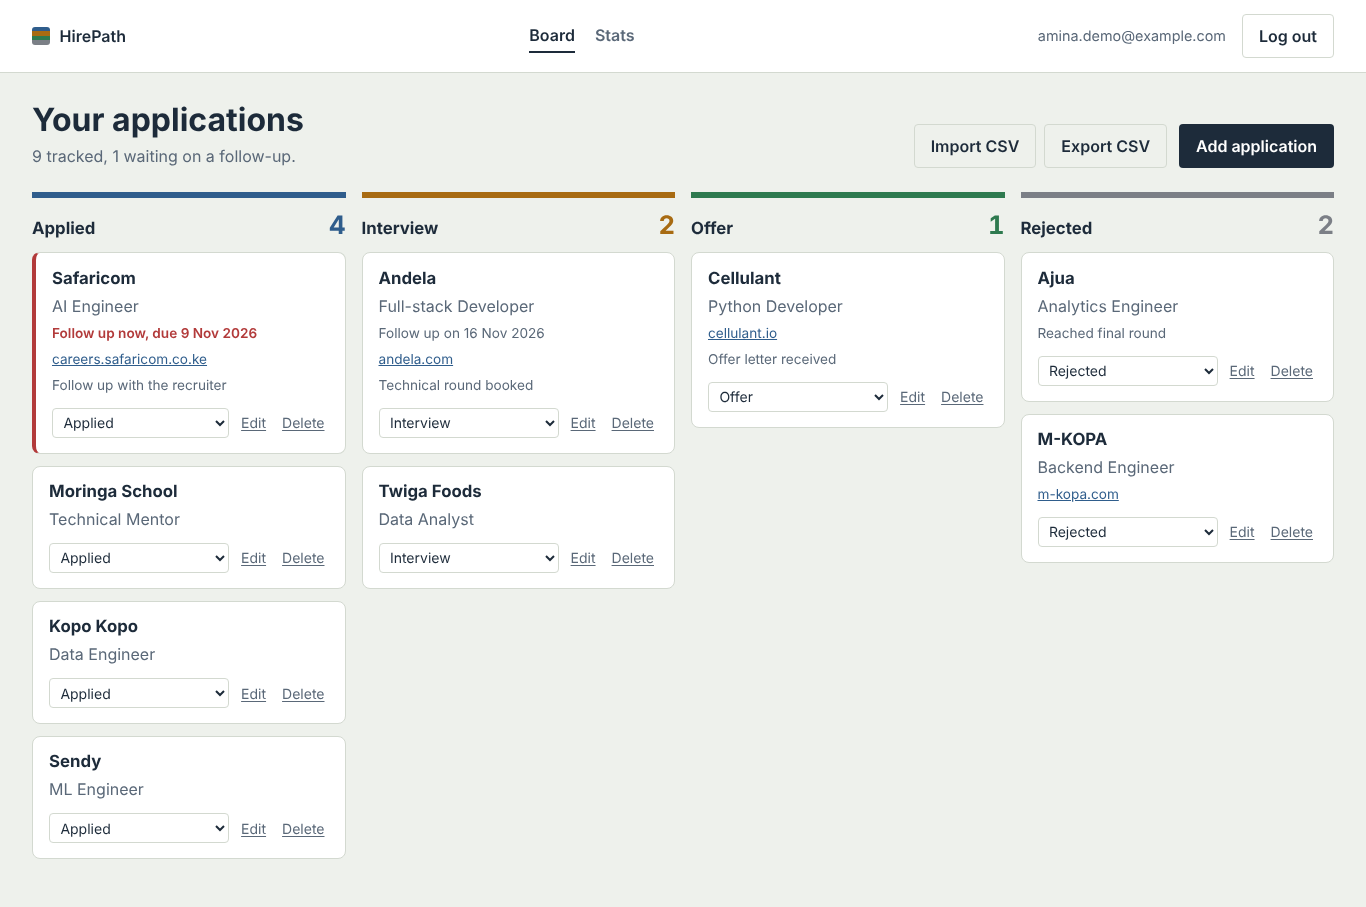 HirePath
Board Stats
amina.demo@example.com
Log out
Your applications
9 tracked, 1 waiting on a follow-up.
Import CSV
Export CSV
Add application
Applied 4
Safaricom
AI Engineer
Follow up now, due 9 Nov 2026
careers.safaricom.co.ke
Follow up with the recruiter
Applied Edit Delete
Moringa School
Technical Mentor
Applied Edit Delete
Kopo Kopo
Data Engineer
Applied Edit Delete
Sendy
ML Engineer
Applied Edit Delete
Interview 2
Andela
Full-stack Developer
Follow up on 16 Nov 2026
andela.com
Technical round booked
Interview Edit Delete
Twiga Foods
Data Analyst
Interview Edit Delete
Offer 1
Cellulant
Python Developer
cellulant.io
Offer letter received
Offer Edit Delete
Rejected 2
Ajua
Analytics Engineer
Reached final round
Rejected Edit Delete
M-KOPA
Backend Engineer
m-kopa.com
Rejected Edit Delete